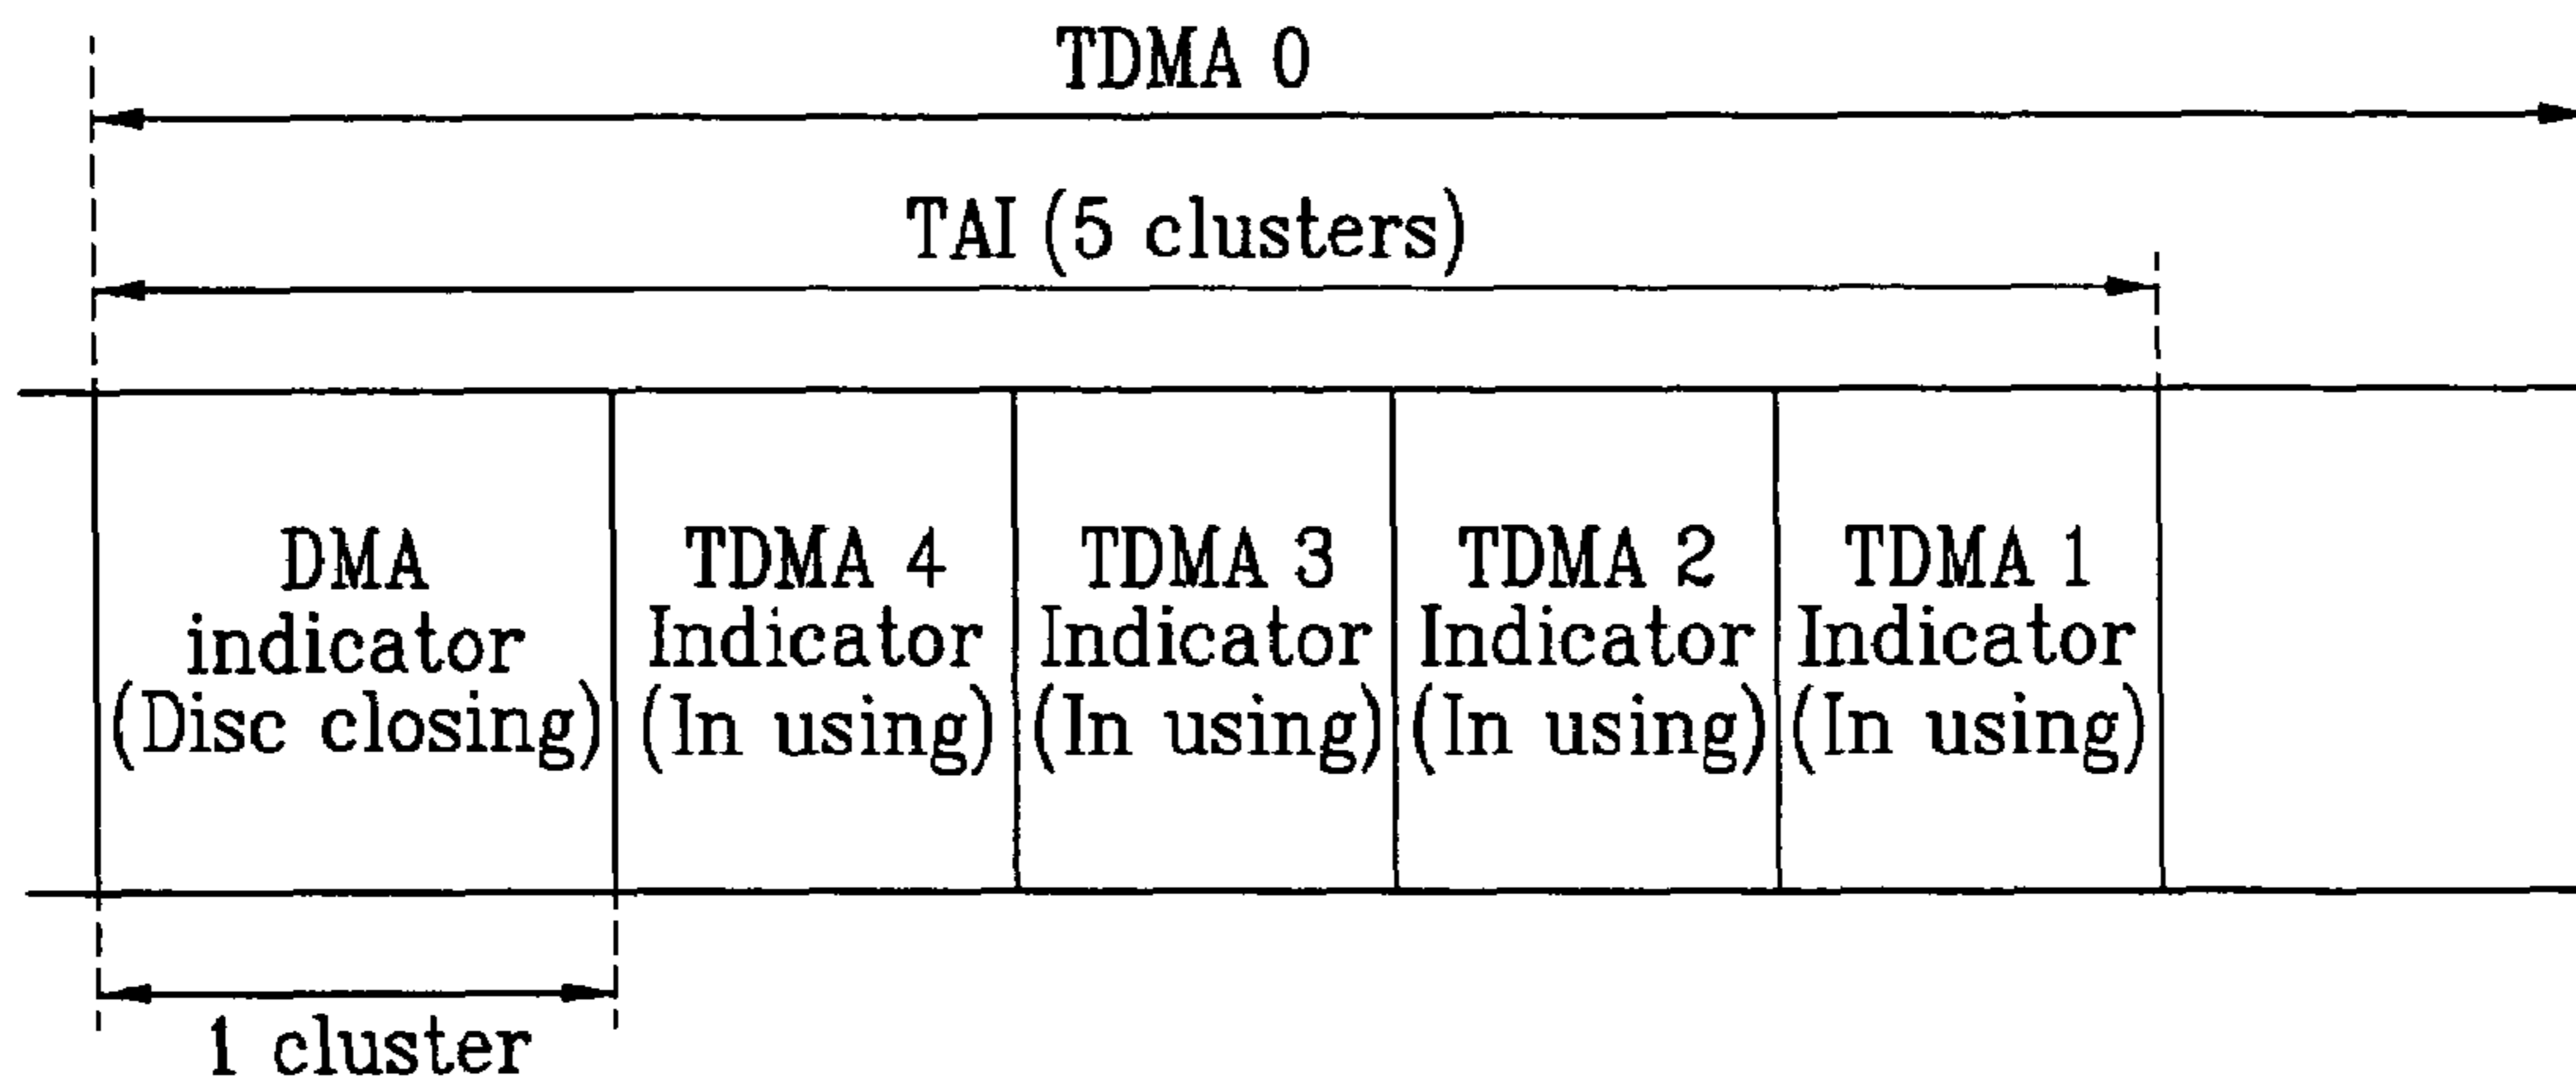 TDMA 0
TAI (5 clusters)
DMA
indicator
(Disc closing)
TDMA 4
Indicator
(In using)
TDMA 3
Indicator
(In using)
TDMA 2
Indicator
(In using)
TDMA 1
Indicator
(In using)
1 cluster